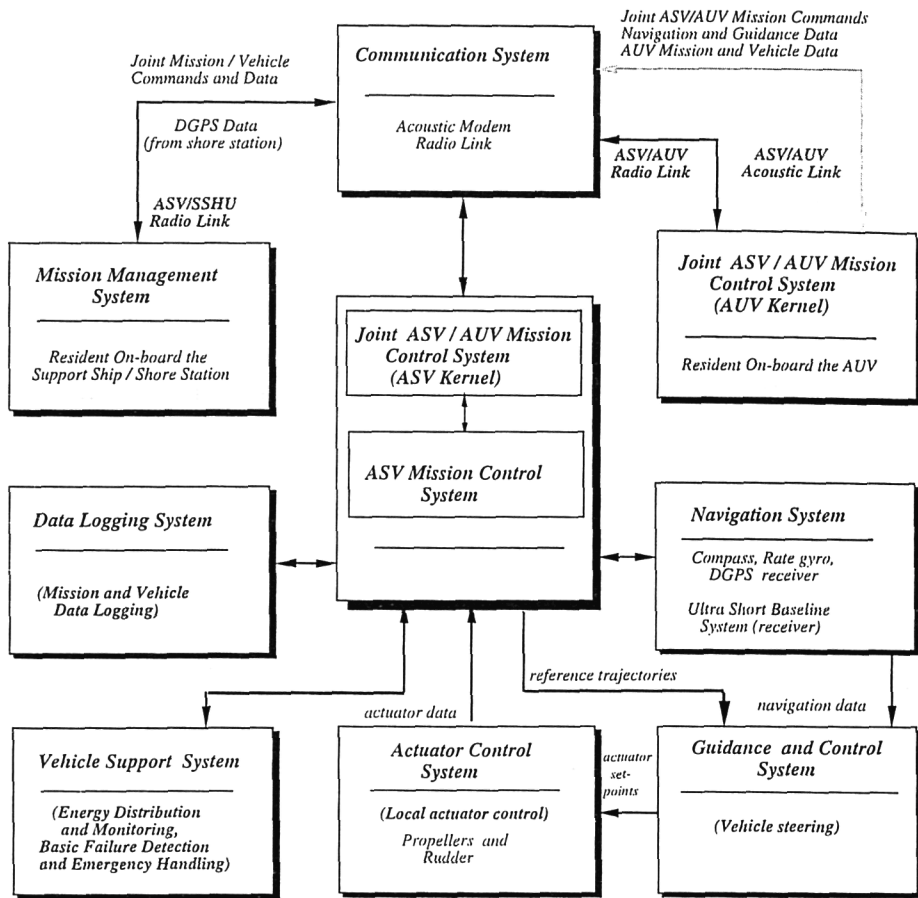 Joint ASV/AUV Mission Commands
Navigation and Guidance Data
AUV Mission and Vehicle Data
Joint Mission / Vehicle
Commands and Data
Communication System
Acoustic Modem
Radio Link
DGPS Data
(from shore station)
ASV/AUV
Radio Link
ASV/AUV
Acoustic Link
ASV/SSHU
Radio Link
Mission Management
System
Resident On-board the
Support Ship / Shore Station
Joint ASV / AUV Mission
Control System
(ASV Kernel)
Joint ASV / AUV Mission
Control System
(AUV Kernel)
Resident On-board the AUV
ASV Mission Control
System
Data Logging System
(Mission and Vehicle
Data Logging)
Navigation System
Compass, Rate gyro,
DGPS receiver
Ultra Short Baseline
System (receiver)
reference trajectories
actuator data
navigation data
Vehicle Support System
(Energy Distribution
and Monitoring,
Basic Failure Detection
and Emergency Handling)
Actuator Control
System
(Local actuator control)
Propellers and
Rudder
actuator
set-
points
Guidance and Control
System
(Vehicle steering)